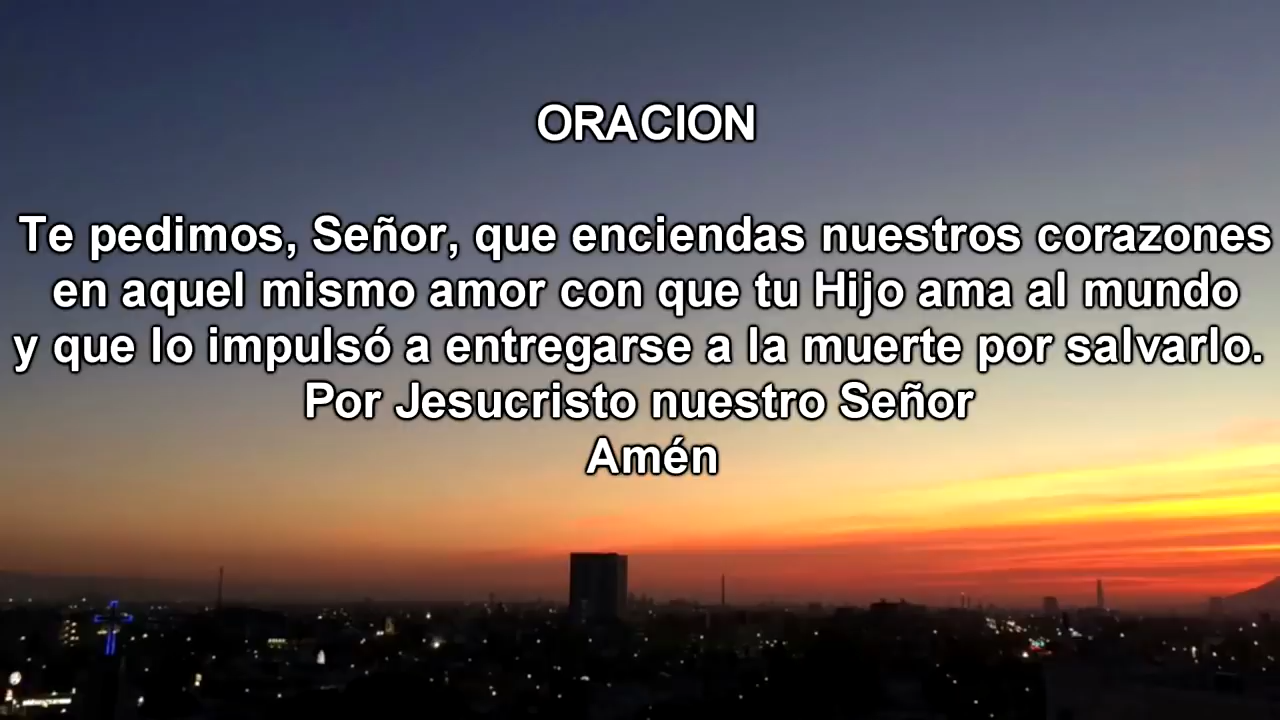 ORACION
Te pedimos, Señor, que enciendas nuestros corazones
en aquel mismo amor con que tu Hijo ama al mundo
y que lo impulsó a entregarse a la muerte por salvarlo.
Por Jesucristo nuestro Señor
Amén